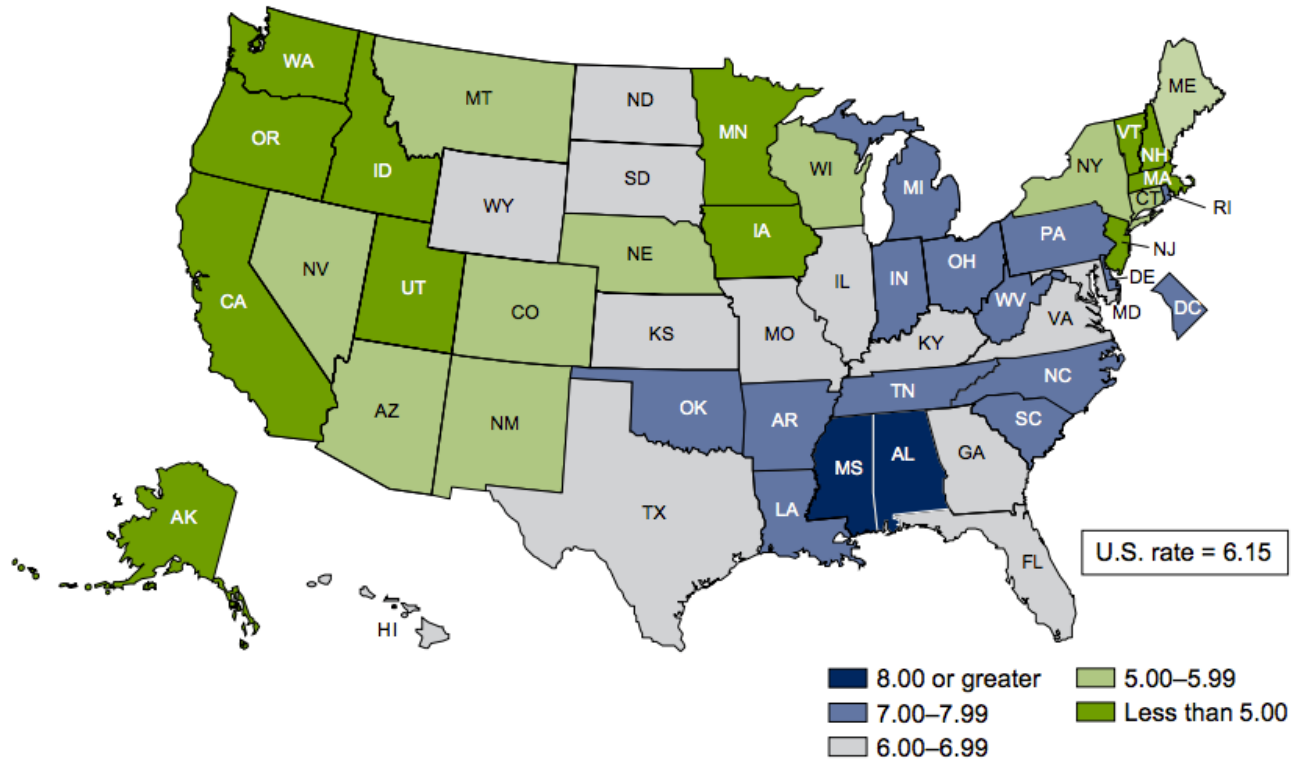 WA
MT
ND
MN
ME
OR
ID
SD
WI
MI
NY
VT
NH
MA
CT
RI
WY
NV
UT
CA
CO
NE
IA
IL
IN
OH
PA
NJ
DE
DC
MD
WV
VA
KS
MO
KY
AZ
NM
OK
AR
TN
NC
SC
MS
AL
GA
TX
LA
FL
AK
HI
U.S. rate = 6.15
8.00 or greater
7.00–7.99
6.00–6.99
5.00–5.99
Less than 5.00